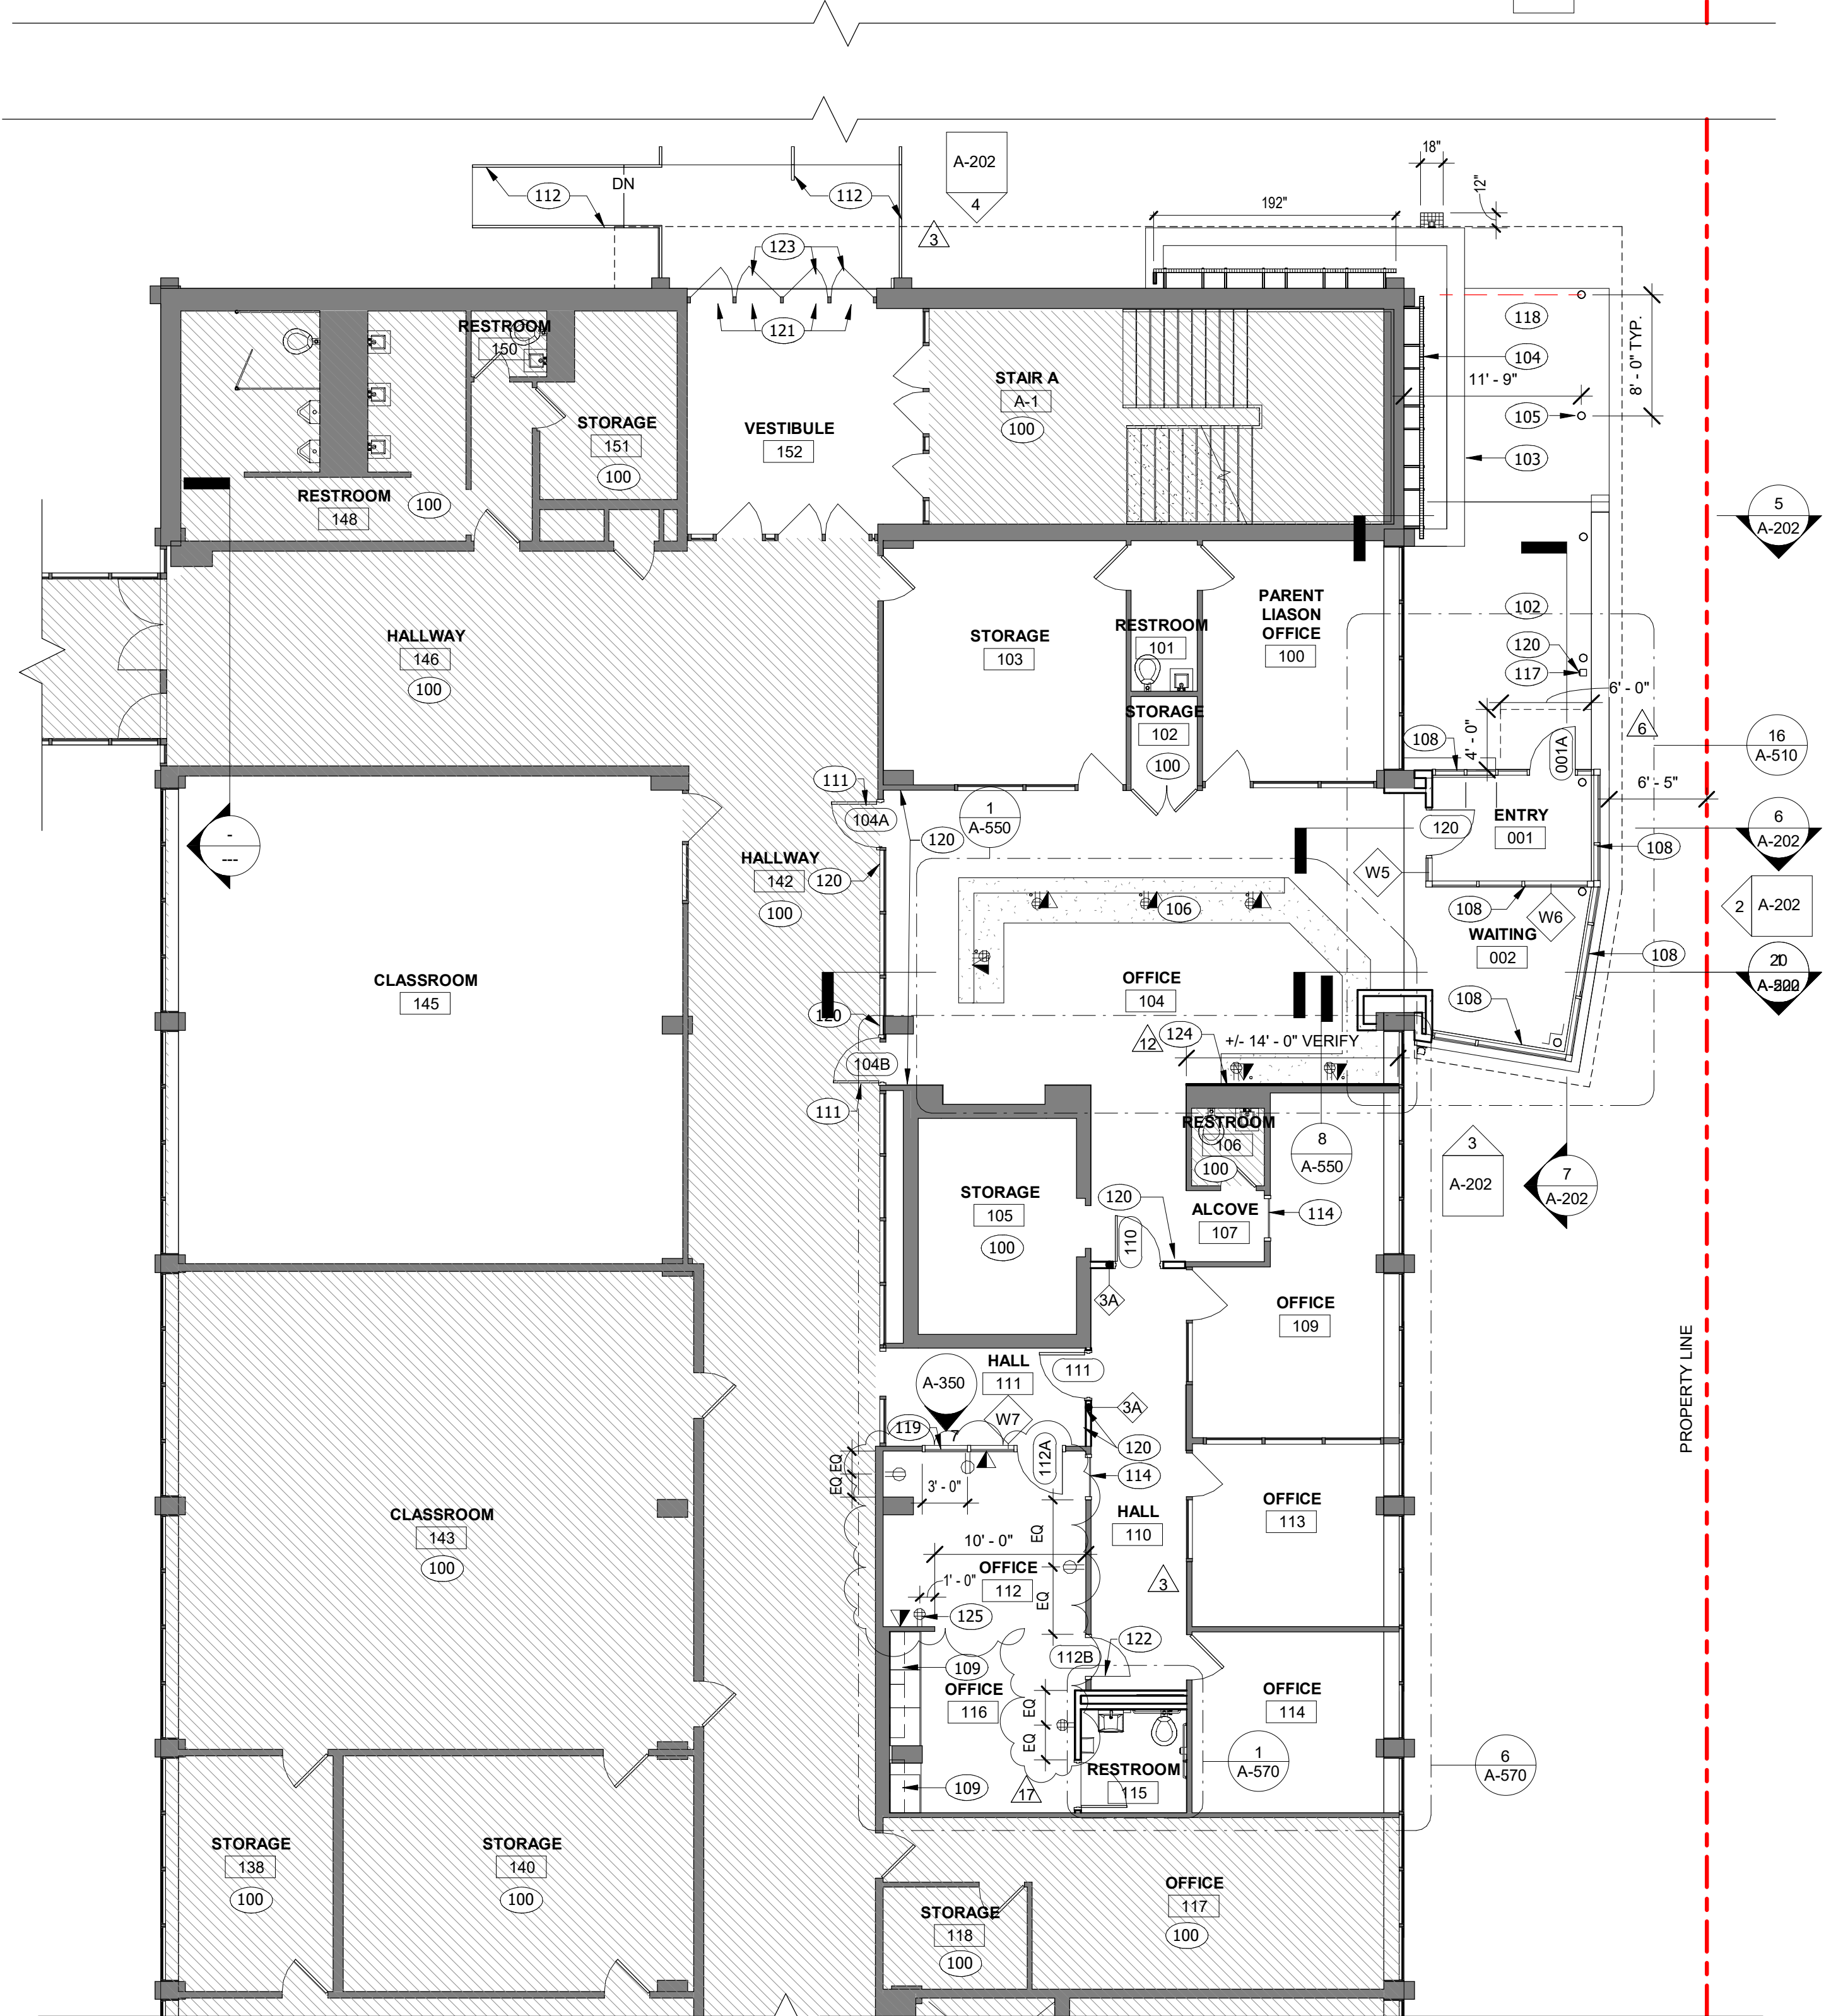 A-202
4
18"
12"
192"
DN
112
112
3
123
121
118
104
11' - 9"
8' - 0" TYP.
105
103
RESTROOM
150
STORAGE
151
100
VESTIBULE
152
STAIR A
A-1
100
RESTROOM
148
100
5
A-202
HALLWAY
146
100
STORAGE
103
RESTROOM
101
PARENT
LIASON
OFFICE
100
STORAGE
102
100
102
120
117
6' - 0"
4' - 0"
6
108
001A
16
A-510
6' - 5"
111
104A
1
A-550
120
ENTRY
001
120
6
A-202
108
-
---
HALLWAY
142
100
120
W5
106
108
W6
2
A-202
WAITING
002
108
CLASSROOM
145
OFFICE
104
A-202
108
120
12
124
+/- 14' - 0" VERIFY
104B
111
RESTROOM
106
100
8
A-550
3
A-202
7
A-202
STORAGE
105
100
120
ALCOVE
107
114
110
3A
OFFICE
109
PROPERTY LINE
HALL
111
111
A-350
7
W7
3A
119
120
112A
114
EQ
EQ
3' - 0"
CLASSROOM
143
100
HALL
110
OFFICE
113
EQ
10' - 0"
OFFICE
112
3
1' - 0"
EQ
125
122
112B
109
OFFICE
116
EQ
EQ
OFFICE
114
1
A-570
6
A-570
RESTROOM
115
109
17
STORAGE
138
100
STORAGE
140
100
OFFICE
117
100
STORAGE
118
100